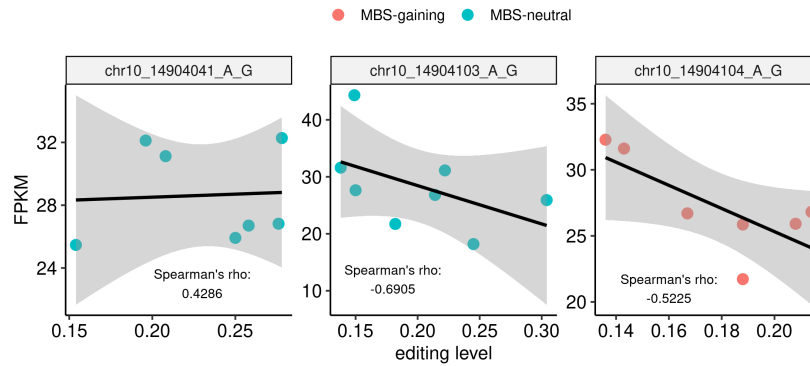 MBS-gaining MBS-neutral
chr10_14904041_A_G chr10_14904103_A_G chr10_14904104_A_G
FPKM
32
28
24
Spearman's rho:
0.4286
0.15 0.20 0.25
40
30
20
10
Spearman's rho:
-0.6905
0.15 0.20 0.25 0.30
35
30
25
20
Spearman's rho:
-0.5225
0.14 0.16 0.18 0.20
editing level